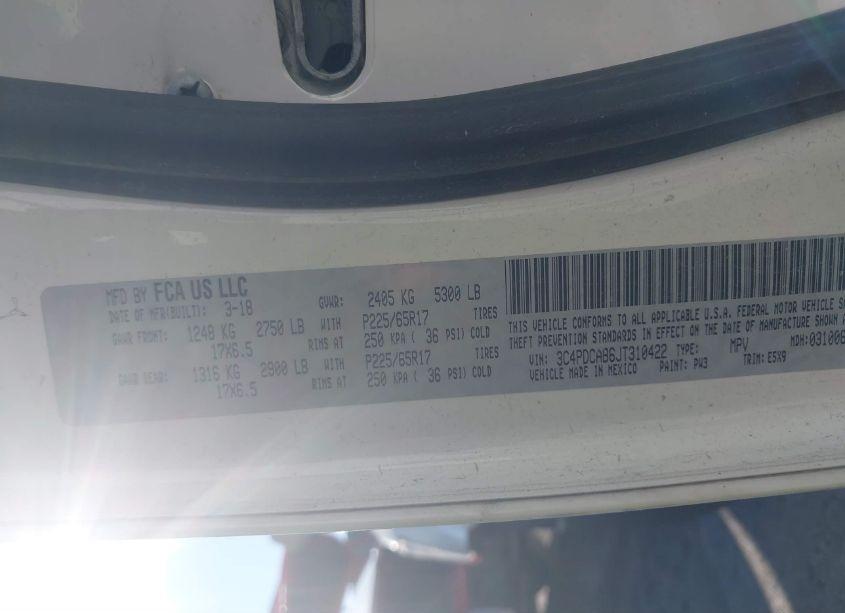 MFD BY FCA US LLC
DATE OF MFR(BUILT): 3-18 GVWR: 2405 KG 5300 LB
GAWR FRONT: 1248 KG 2750 LB WITH P225/65R17 TIRES
17X6.5 RIMS AT 250 KPA ( 36 PSI) COLD
GAWR REAR: 1316 KG 2900 LB WITH P225/65R17 TIRES
17X6.5 RIMS AT 250 KPA ( 36 PSI) COLD
THIS VEHICLE CONFORMS TO ALL APPLICABLE U.S.A. FEDERAL MOTOR VEHICLE
THEFT PREVENTION STANDARDS IN EFFECT ON THE DATE OF MANUFACTURE SHOWN
VIN: 3C4PDCAB6JT310422 TYPE: MPV MDH: 031006
VEHICLE MADE IN MEXICO PAINT: PW3 TRIM: E5X9